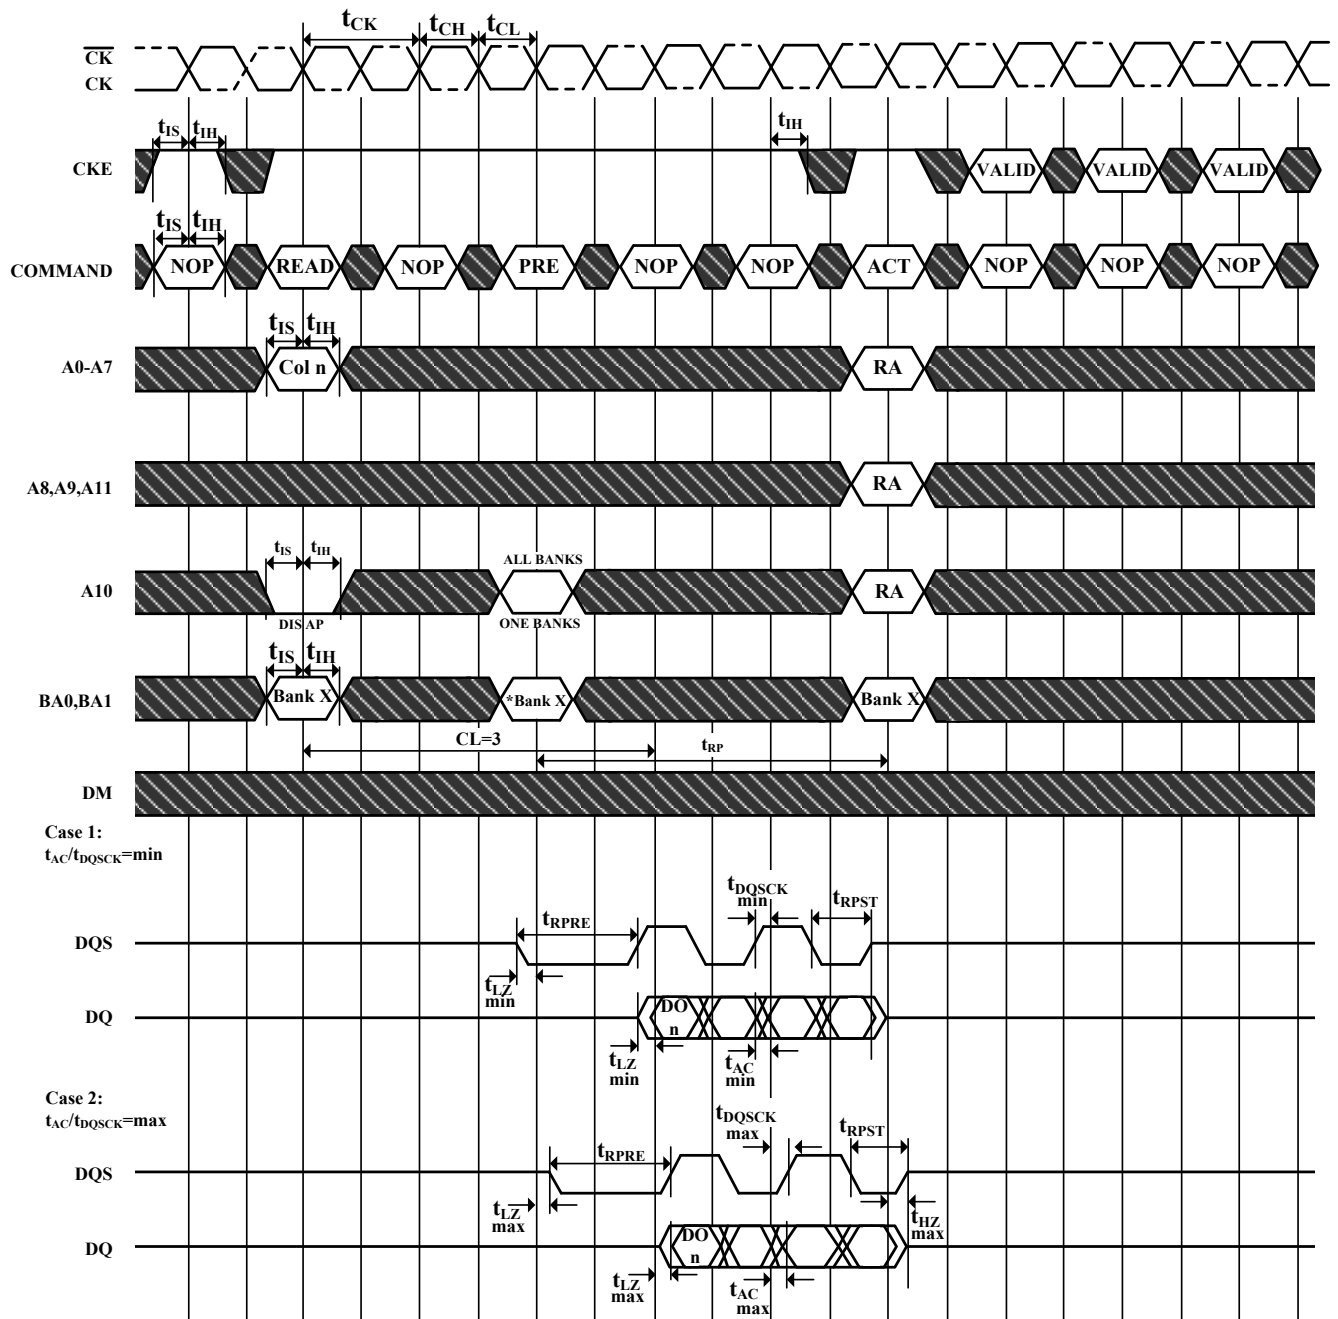 tCK tCH tCL
CK
CK
tIS tIH tIH
CKE VALID VALID VALID
tIS tIH
COMMAND NOP READ NOP PRE NOP NOP ACT NOP NOP NOP
tIS tIH
A0-A7 Col n RA
A8,A9,A11 RA
tIS tIH ALL BANKS
A10 RA
DIS AP ONE BANKS
tIS tIH
BA0,BA1 Bank X *Bank X Bank X
CL=3 tRP
DM
Case 1:
tAC/tDQSCK=min
tDQSCK
min
tRPRE tRPST
DQS
tLZ
min
DQ DO
n
tLZ
min
tAC
min
Case 2:
tAC/tDQSCK=max
tDQSCK
max
tRPRE tRPST
DQS
tLZ
max
tHZ
max
DQ DO
n
tLZ
max
tAC
max